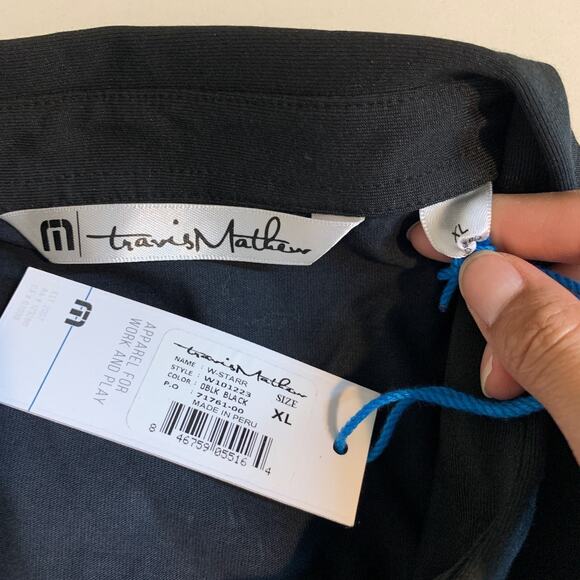 travisMathew
XL
APPAREL FOR
WORK AND PLAY
travisMathew
NAME : W-STARR
STYLE : W101223
COLOR: 0BLK BLACK
P.O : 71761-00
MADE IN PERU
SIZE
XL
8 46759 05516 4